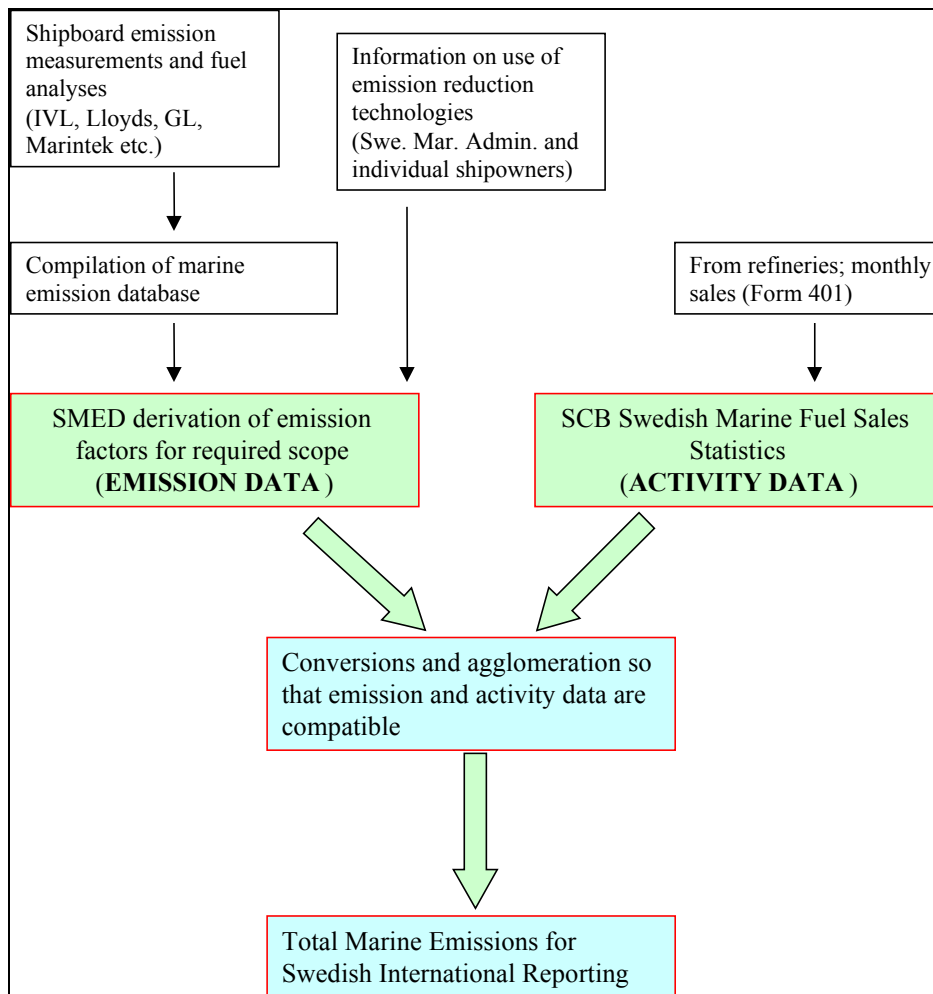 Shipboard emission
measurements and fuel
analyses
(IVL, Lloyds, GL,
Marintek etc.)
Information on use of
emission reduction
technologies
(Swe. Mar. Admin. and
individual shipowners)
Compilation of marine
emission database
From refineries; monthly
sales (Form 401)
SMED derivation of emission
factors for required scope
(EMISSION DATA )
SCB Swedish Marine Fuel Sales
Statistics
(ACTIVITY DATA )
Conversions and agglomeration so
that emission and activity data are
compatible
Total Marine Emissions for
Swedish International Reporting